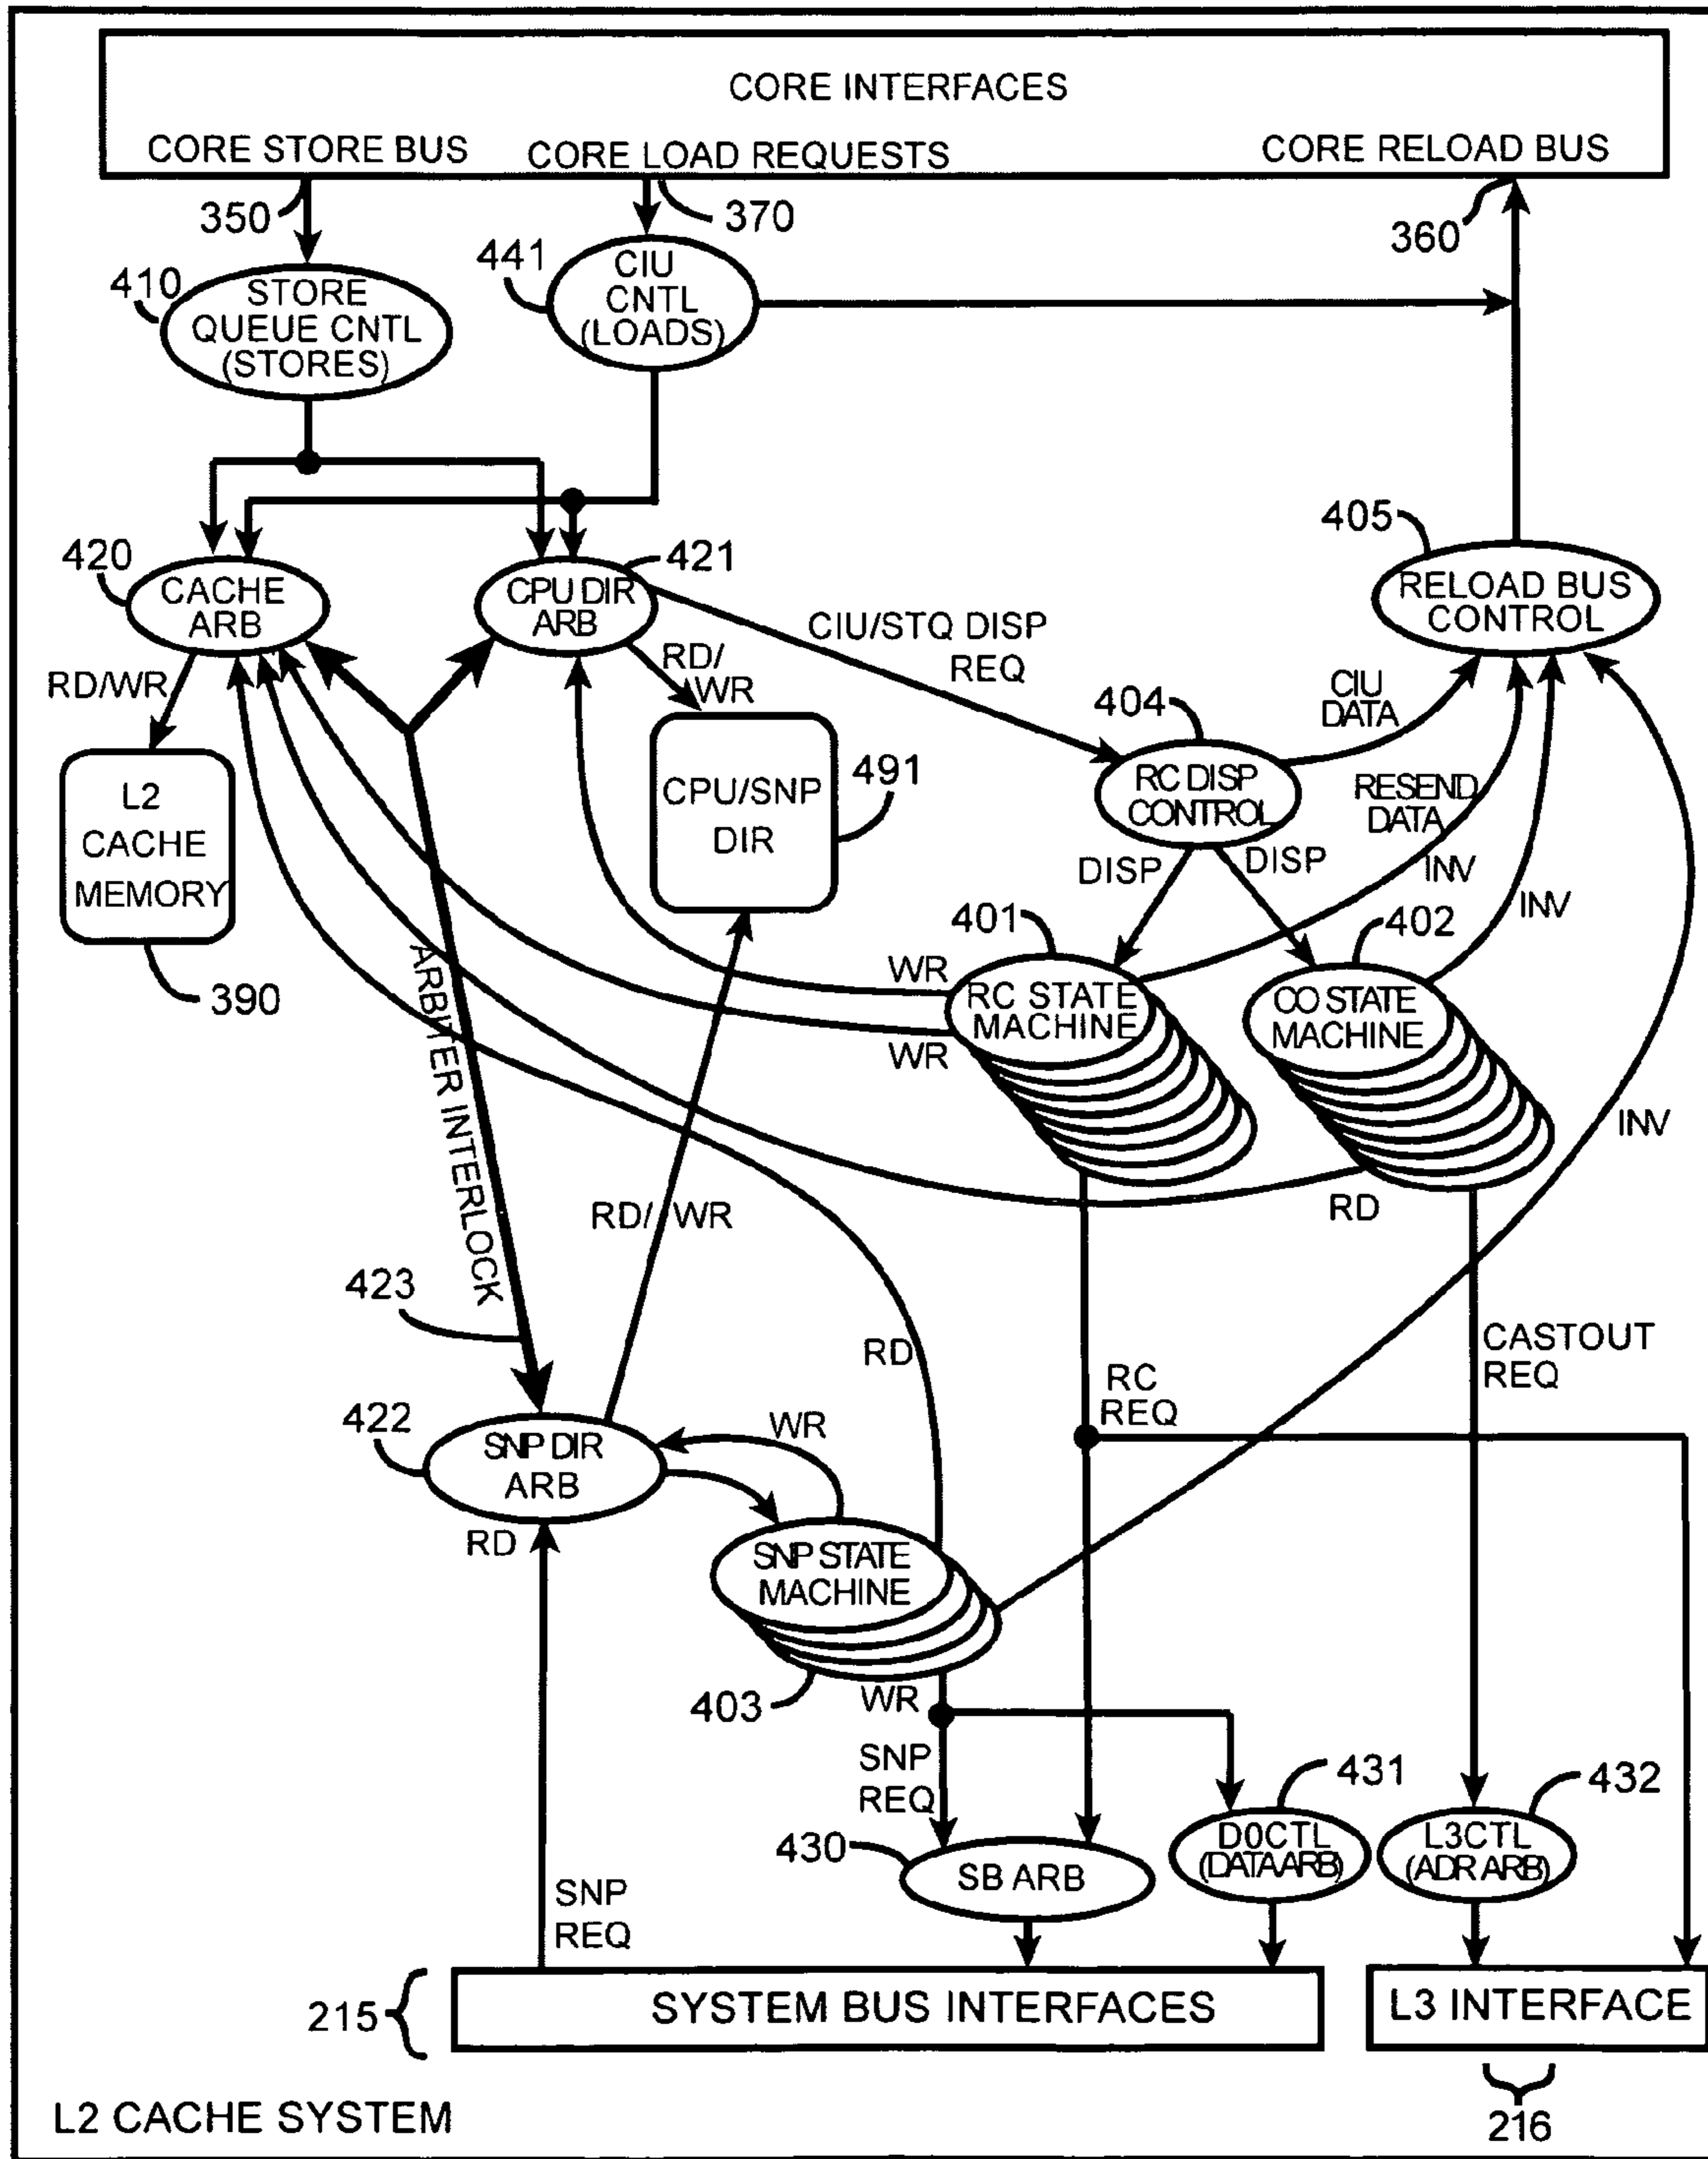 CORE INTERFACES
CORE STORE BUS
CORE LOAD REQUESTS
CORE RELOAD BUS
350
370
360
410
STORE
QUEUE CNTL
(STORES)
441
CIU
CNTL
(LOADS)
420
CACHE
ARB
421
CPU DIR
ARB
405
RELOAD BUS
CONTROL
CIU/STQ DISP
REQ
RD/WR
RD/
WR
CIU
DATA
404
RC DISP
CONTROL
L2
CACHE
MEMORY
390
CPU/SNP
DIR
491
RESEND
DATA
INV
DISP
DISP
INV
401
RC STATE
MACHINE
402
CO STATE
MACHINE
WR
WR
ARBITER INTERLOCK
INV
RD
RD/
WR
423
RD
CASTOUT
REQ
RC
REQ
422
SNP DIR
ARB
WR
RD
SNP STATE
MACHINE
403
WR
SNP
REQ
431
D0CTL
(DATA ARB)
432
L3CTL
(ADR ARB)
430
SB ARB
SNP
REQ
215
SYSTEM BUS INTERFACES
L3 INTERFACE
216
L2 CACHE SYSTEM